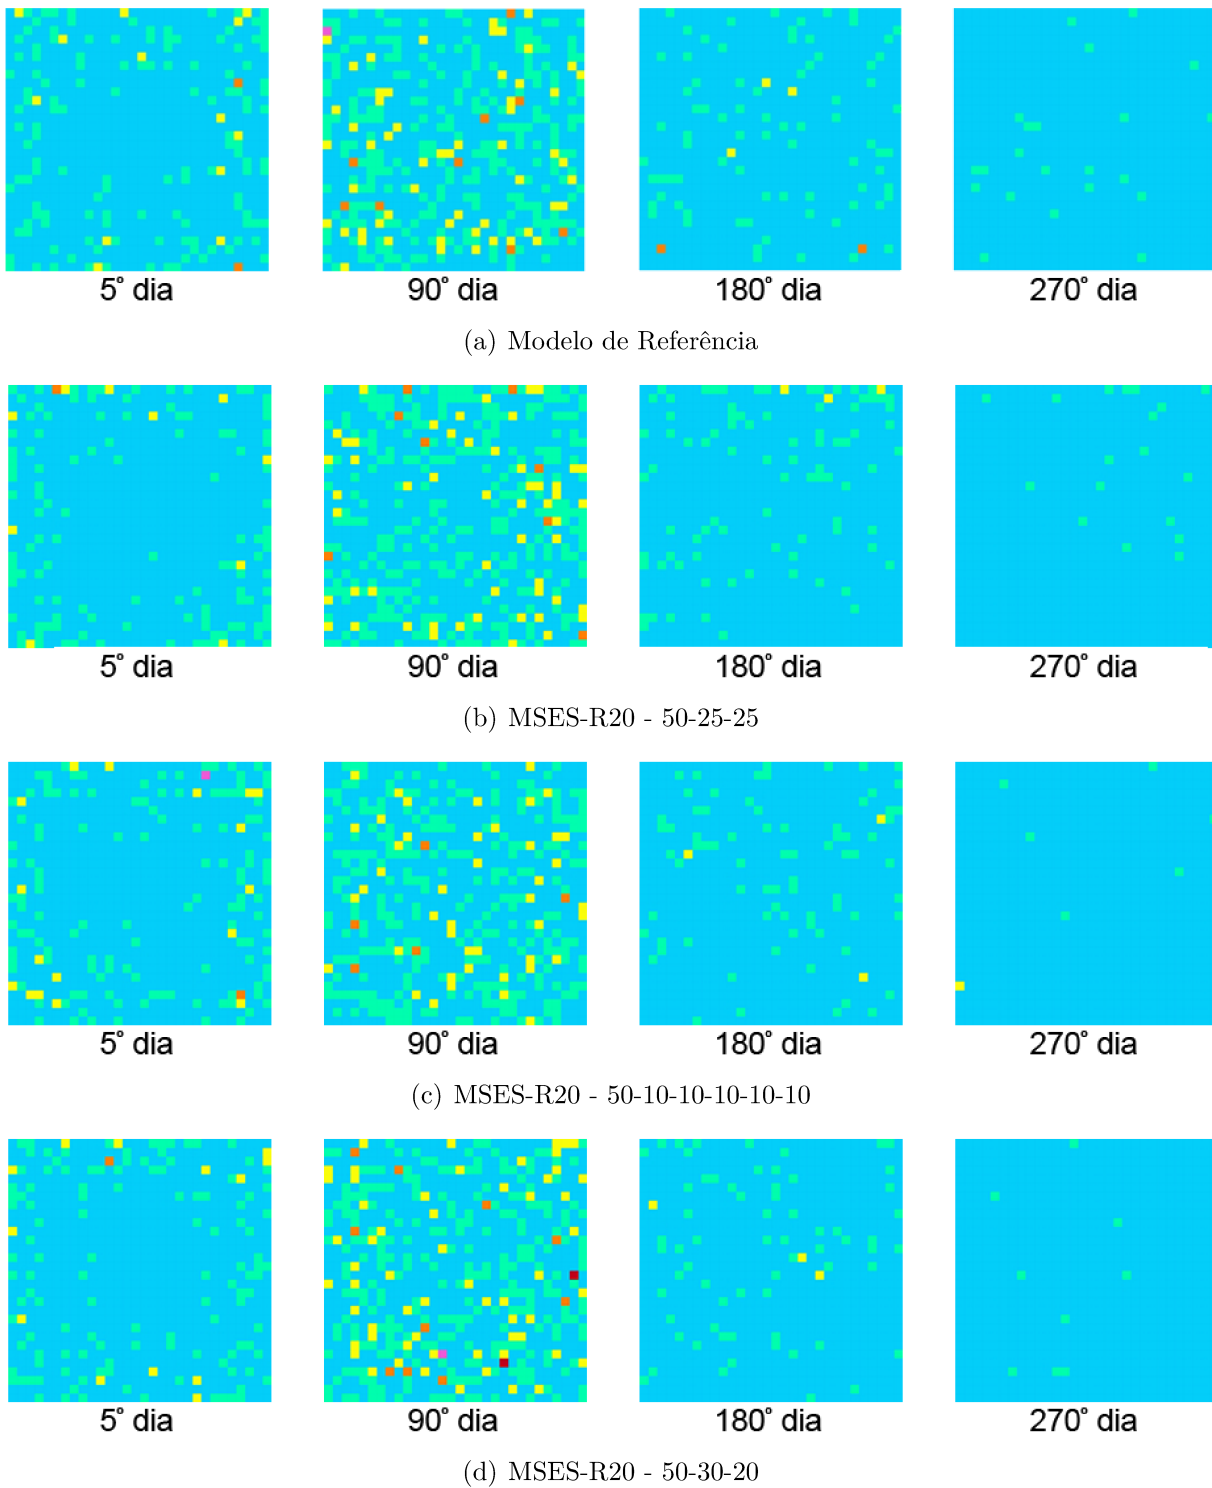 5° dia 90° dia 180° dia 270° dia
(a) Modelo de Referência
5° dia 90° dia 180° dia 270° dia
(b) MSES-R20 - 50-25-25
5° dia 90° dia 180° dia 270° dia
(c) MSES-R20 - 50-10-10-10-10-10
5° dia 90° dia 180° dia 270° dia
(d) MSES-R20 - 50-30-20